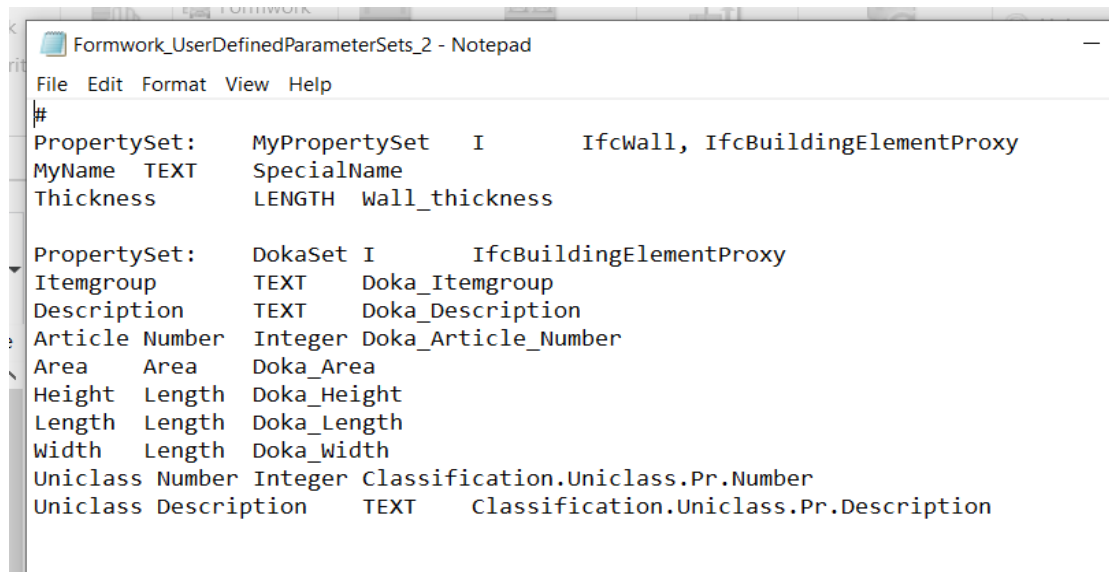 Formwork
Formwork_UserDefinedParameterSets_2 - Notepad
File Edit Format View Help
#
PropertySet: MyPropertySet I IfcWall, IfcBuildingElementProxy
MyName TEXT SpecialName
Thickness LENGTH Wall_thickness
PropertySet: DokaSet I IfcBuildingElementProxy
Itemgroup TEXT Doka_Itemgroup
Description TEXT Doka_Description
Article Number Integer Doka_Article_Number
Area Area Doka_Area
Height Length Doka_Height
Length Length Doka_Length
Width Length Doka_Width
Uniclass Number Integer Classification.Uniclass.Pr.Number
Uniclass Description TEXT Classification.Uniclass.Pr.Description